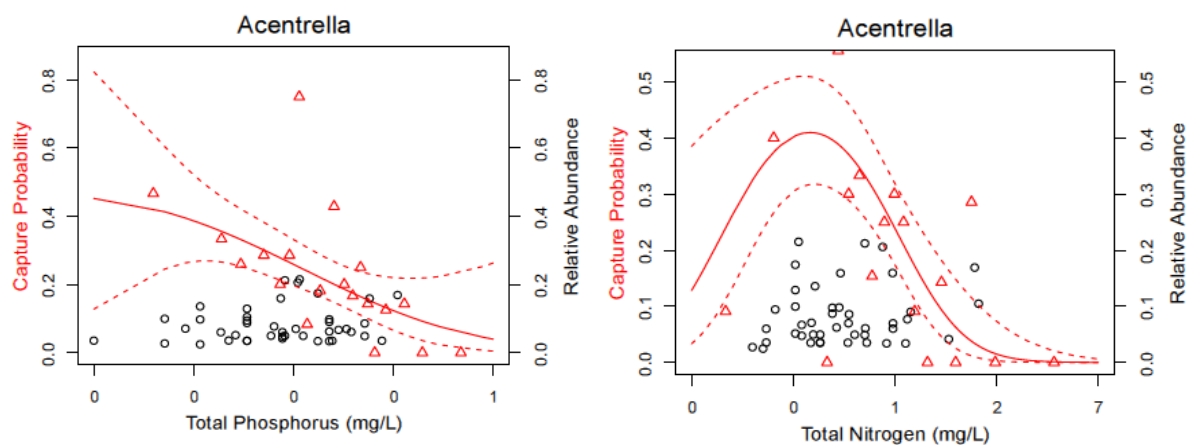 Acentrella
Capture Probability
0.0 0.2 0.4 0.6 0.8
0.0 0.2 0.4 0.6 0.8
Relative Abundance
0 0 0 0 1
Total Phosphorus (mg/L)
Acentrella
Capture Probability
0.0 0.1 0.2 0.3 0.4 0.5
0.0 0.1 0.2 0.3 0.4 0.5
Relative Abundance
0 0 1 2 7
Total Nitrogen (mg/L)